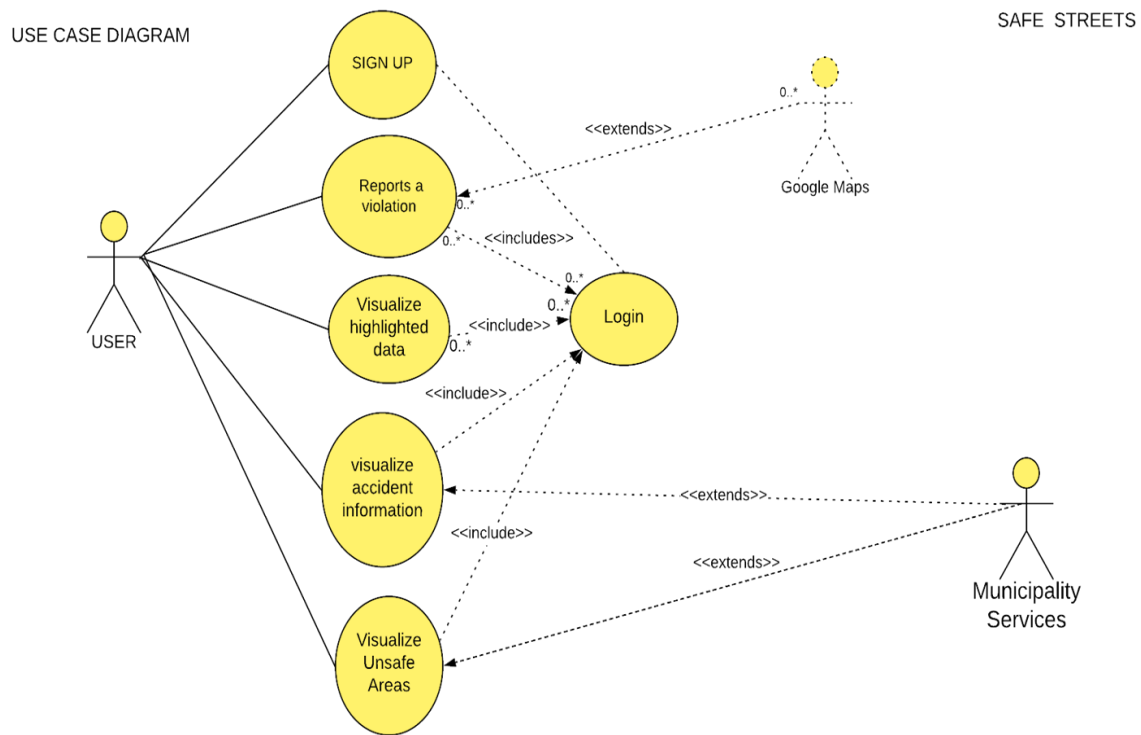 USE CASE DIAGRAM
SAFE STREETS
SIGN UP
0..*
<<extends>>
Google Maps
Reports a
violation
0..*
0..*
<<includes>>
0..*
0..*
Visualize
highlighted
data
<<include>>
0..*
Login
USER
<<include>>
visualize
accident
information
<<extends>>
<<include>>
<<extends>>
Municipality
Services
Visualize
Unsafe
Areas